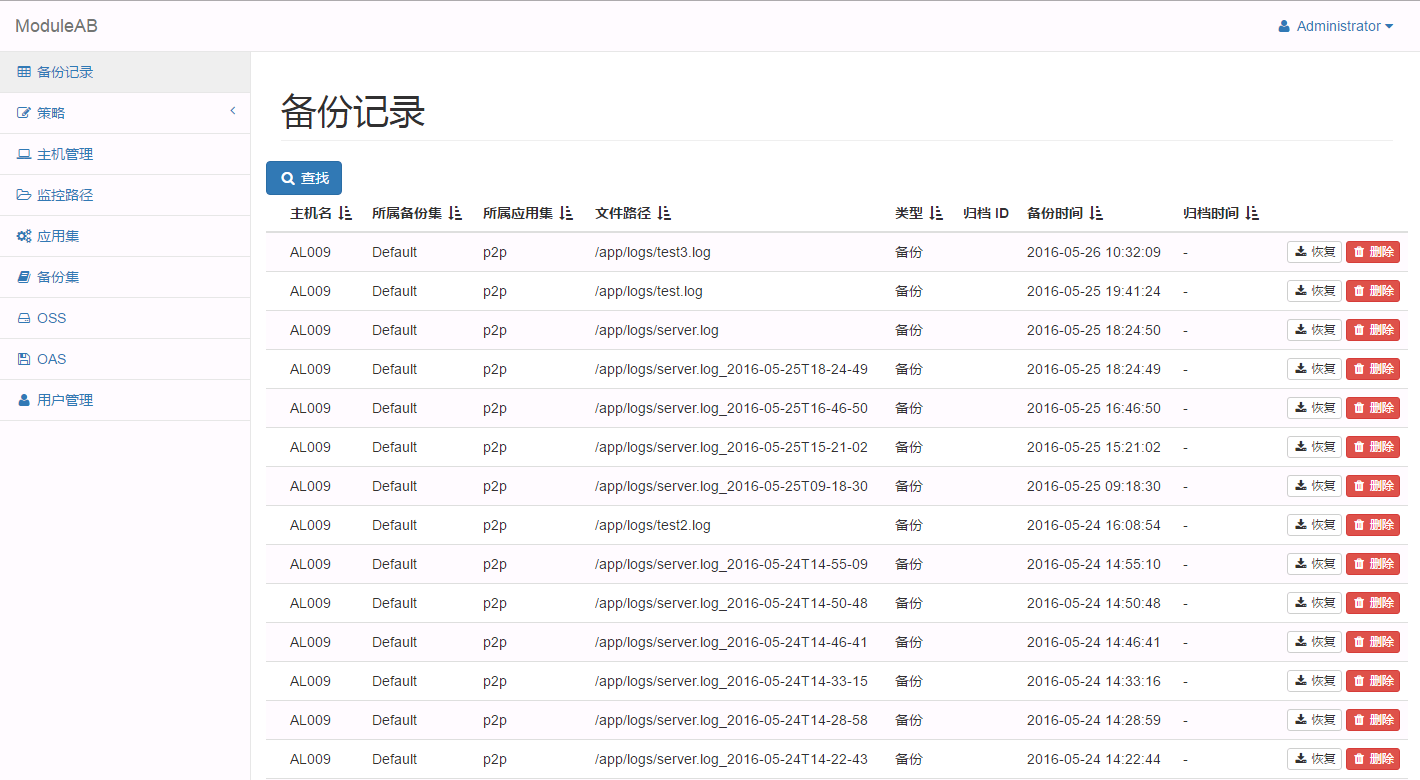 ModuleAB
Administrator
备份记录
策略
主机管理
监控路径
应用集
备份集
OSS
OAS
用户管理
备份记录
查找
主机名 所属备份集 所属应用集 文件路径 类型 归档 ID 备份时间 归档时间
AL009 Default p2p /app/logs/test3.log 备份 2016-05-26 10:32:09 - 恢复 删除
AL009 Default p2p /app/logs/test.log 备份 2016-05-25 19:41:24 - 恢复 删除
AL009 Default p2p /app/logs/server.log 备份 2016-05-25 18:24:50 - 恢复 删除
AL009 Default p2p /app/logs/server.log_2016-05-25T18-24-49 备份 2016-05-25 18:24:49 - 恢复 删除
AL009 Default p2p /app/logs/server.log_2016-05-25T16-46-50 备份 2016-05-25 16:46:50 - 恢复 删除
AL009 Default p2p /app/logs/server.log_2016-05-25T15-21-02 备份 2016-05-25 15:21:02 - 恢复 删除
AL009 Default p2p /app/logs/server.log_2016-05-25T09-18-30 备份 2016-05-25 09:18:30 - 恢复 删除
AL009 Default p2p /app/logs/test2.log 备份 2016-05-24 16:08:54 - 恢复 删除
AL009 Default p2p /app/logs/server.log_2016-05-24T14-55-09 备份 2016-05-24 14:55:10 - 恢复 删除
AL009 Default p2p /app/logs/server.log_2016-05-24T14-50-48 备份 2016-05-24 14:50:48 - 恢复 删除
AL009 Default p2p /app/logs/server.log_2016-05-24T14-46-41 备份 2016-05-24 14:46:41 - 恢复 删除
AL009 Default p2p /app/logs/server.log_2016-05-24T14-33-15 备份 2016-05-24 14:33:16 - 恢复 删除
AL009 Default p2p /app/logs/server.log_2016-05-24T14-28-58 备份 2016-05-24 14:28:59 - 恢复 删除
AL009 Default p2p /app/logs/server.log_2016-05-24T14-22-43 备份 2016-05-24 14:22:44 - 恢复 删除